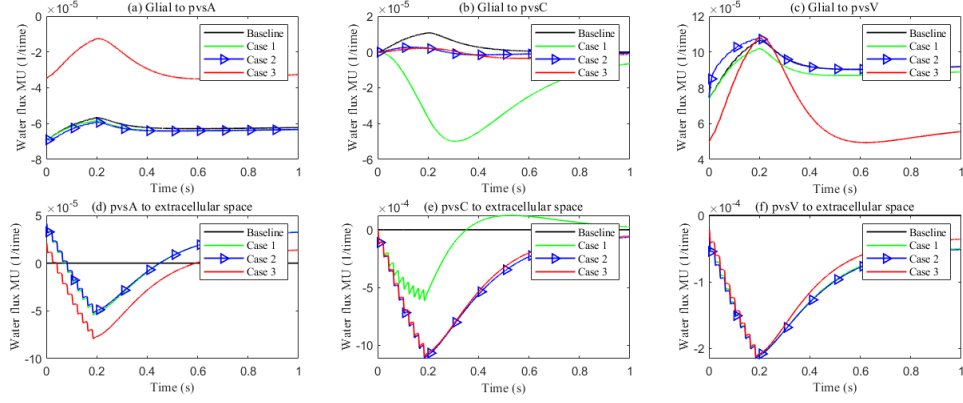 (a) Glial to pvsA
(b) Glial to pvsC
(c) Glial to pvsV
×10-5
×10-5
×10-5
0
-2
-4
-6
-8
Water flux MU (1/time)
Baseline
Case 1
Case 2
Case 3
0 0.2 0.4 0.6 0.8 1
Time (s)
2
0
-2
-4
-6
Water flux MU (1/time)
Baseline
Case 1
Case 2
Case 3
0 0.2 0.4 0.6 0.8 1
Time (s)
12
10
8
6
4
Water flux MU (1/time)
Baseline
Case 1
Case 2
Case 3
0 0.2 0.4 0.6 0.8 1
Time (s)
(d) pvsA to extracellular space
(e) pvsC to extracellular space
(f) pvsV to extracellular space
×10-5
×10-4
×10-4
5
0
-5
-10
Water flux MU (1/time)
Baseline
Case 1
Case 2
Case 3
0 0.2 0.4 0.6 0.8 1
Time (s)
0
-5
-10
Water flux MU (1/time)
Baseline
Case 1
Case 2
Case 3
0 0.2 0.4 0.6 0.8 1
Time (s)
0
-1
-2
Water flux MU (1/time)
Baseline
Case 1
Case 2
Case 3
0 0.2 0.4 0.6 0.8 1
Time (s)